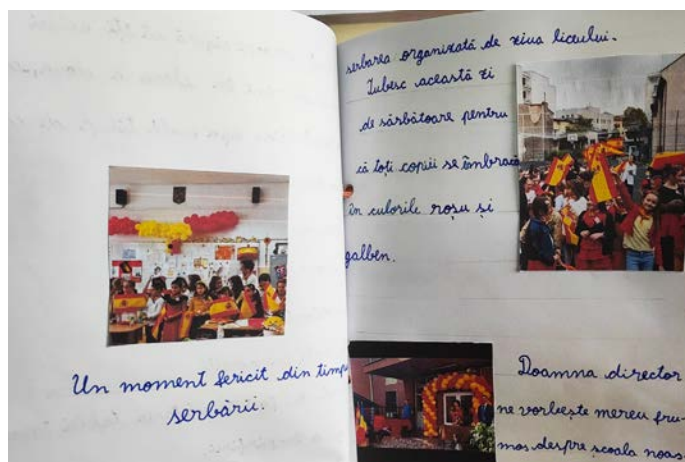 Un moment fericit din timpul
serbării.
serbarea organizată de ziua liceului.
Iubesc această zi
de sărbătoare pentru
că toți copiii se îmbracă
în culorile roșu și
galben.
Doamna director
ne vorbește mereu fru-
mos despre școala noas-